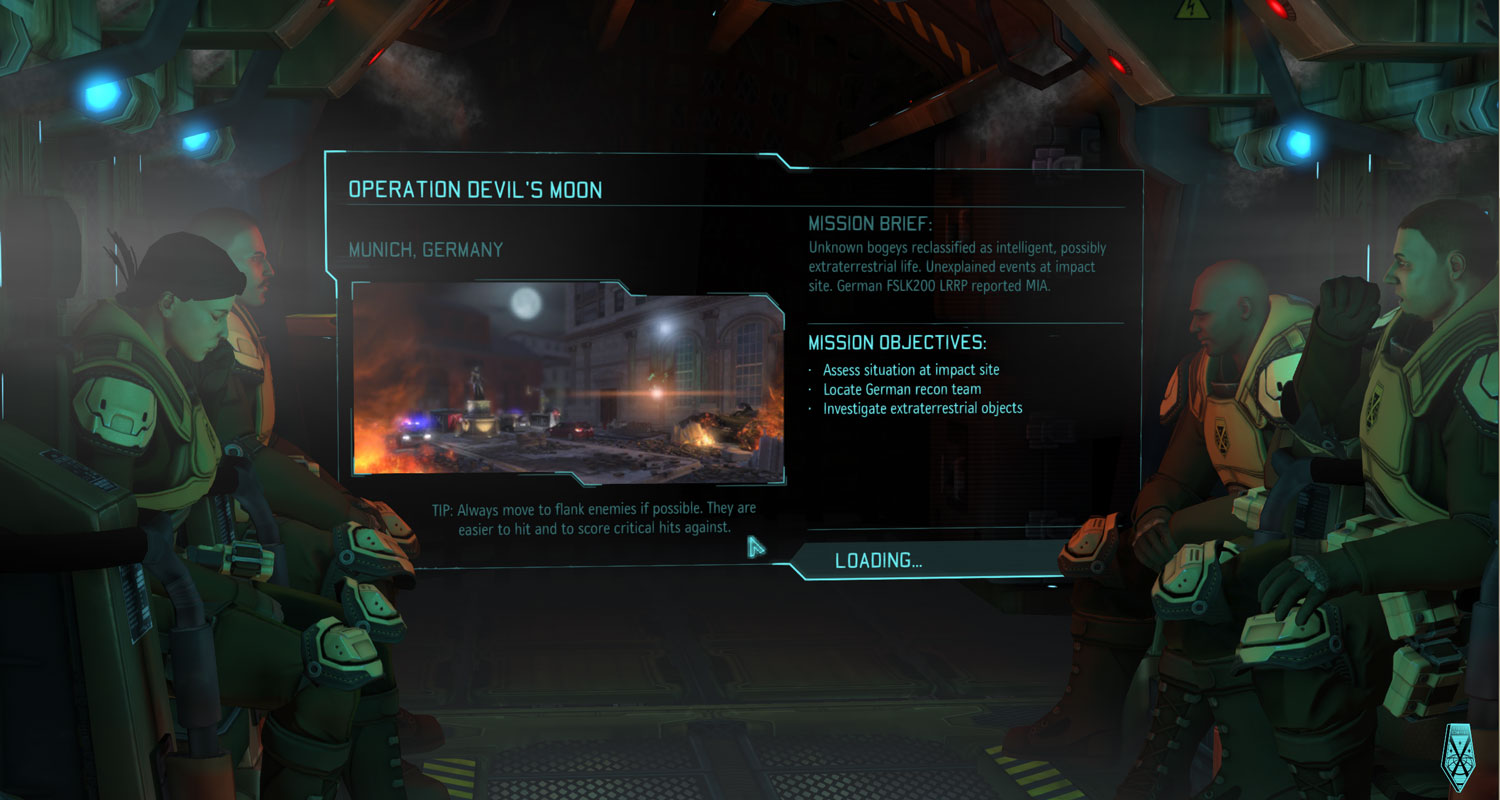 OPERATION DEVIL'S MOON
MUNICH, GERMANY
MISSION BRIEF:
Unknown bogeys reclassified as intelligent, possibly
extraterrestrial life. Unexplained events at impact
site. German FSLK200 LRRP reported MIA.
MISSION OBJECTIVES:
· Assess situation at impact site
· Locate German recon team
· Investigate extraterrestrial objects
TIP: Always move to flank enemies if possible. They are
easier to hit and to score critical hits against.
LOADING...